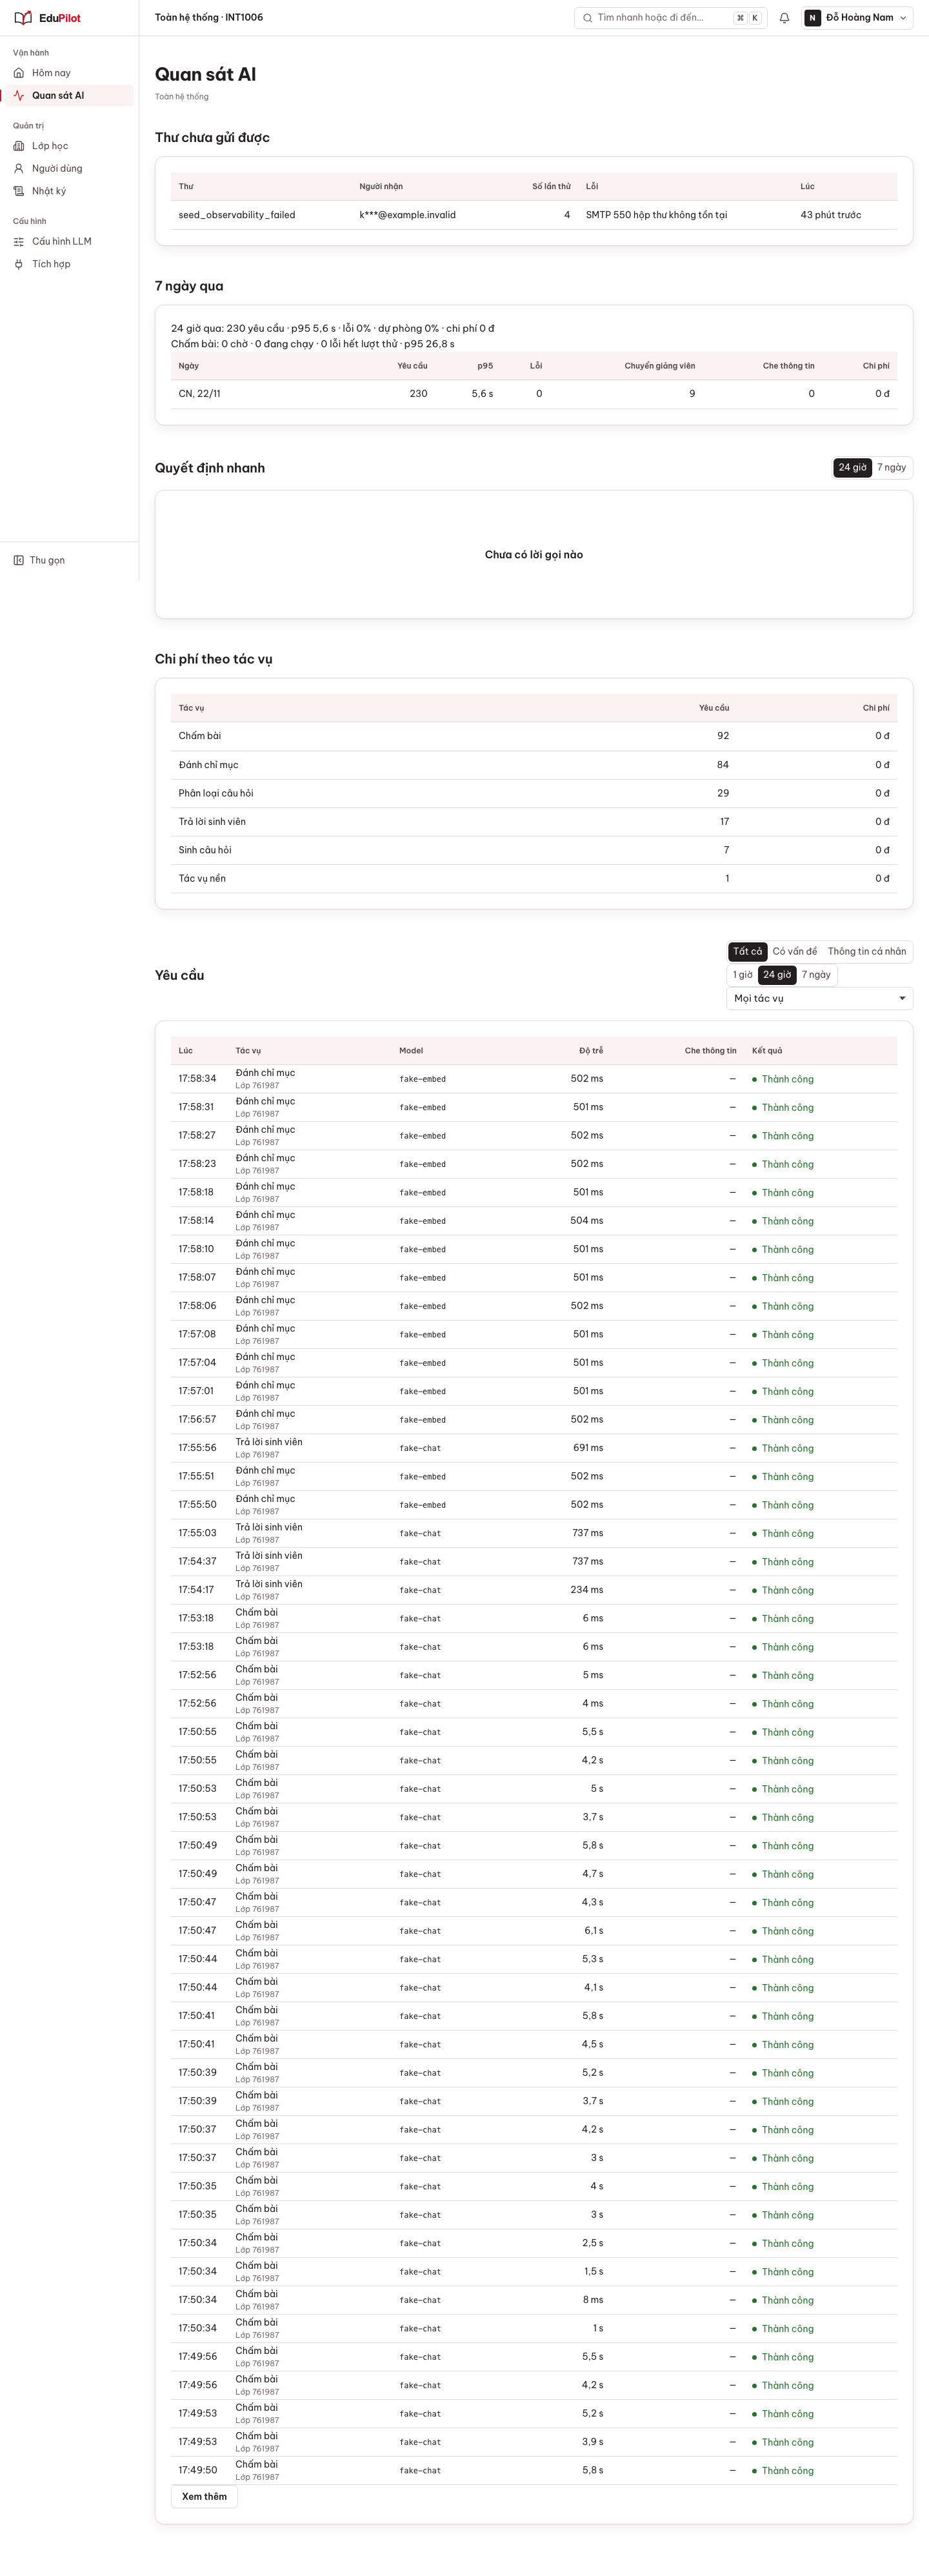 EduPilot
Toàn hệ thống · INT1006
Tìm nhanh hoặc đi đến...
⌘ K
N Đỗ Hoàng Nam
Vận hành
Hôm nay
Quan sát AI
Quản trị
Lớp học
Người dùng
Nhật ký
Cấu hình
Cấu hình LLM
Tích hợp
Thu gọn
Quan sát AI
Toàn hệ thống
Thư chưa gửi được
Thư Người nhận Số lần thử Lỗi Lúc
seed_observability_failed k***@example.invalid 4 SMTP 550 hộp thư không tồn tại 43 phút trước
7 ngày qua
24 giờ qua: 230 yêu cầu · p95 5,6 s · lỗi 0% · dự phòng 0% · chi phí 0 đ
Chấm bài: 0 chờ · 0 đang chạy · 0 lỗi hết lượt thử · p95 26,8 s
Ngày Yêu cầu p95 Lỗi Chuyển giảng viên Che thông tin Chi phí
CN, 22/11 230 5,6 s 0 9 0 0 đ
Quyết định nhanh
24 giờ 7 ngày
Chưa có lời gọi nào
Chi phí theo tác vụ
Tác vụ Yêu cầu Chi phí
Chấm bài 92 0 đ
Đánh chỉ mục 84 0 đ
Phân loại câu hỏi 29 0 đ
Trả lời sinh viên 17 0 đ
Sinh câu hỏi 7 0 đ
Tác vụ nền 1 0 đ
Yêu cầu
Tất cả Có vấn đề Thông tin cá nhân
1 giờ 24 giờ 7 ngày
Mọi tác vụ
Lúc Tác vụ Model Độ trễ Che thông tin Kết quả
17:58:34 Đánh chỉ mục fake-embed 502 ms — Thành công
Lớp 761987
17:58:31 Đánh chỉ mục fake-embed 501 ms — Thành công
Lớp 761987
17:58:27 Đánh chỉ mục fake-embed 502 ms — Thành công
Lớp 761987
17:58:23 Đánh chỉ mục fake-embed 502 ms — Thành công
Lớp 761987
17:58:18 Đánh chỉ mục fake-embed 501 ms — Thành công
Lớp 761987
17:58:14 Đánh chỉ mục fake-embed 504 ms — Thành công
Lớp 761987
17:58:10 Đánh chỉ mục fake-embed 501 ms — Thành công
Lớp 761987
17:58:07 Đánh chỉ mục fake-embed 501 ms — Thành công
Lớp 761987
17:58:06 Đánh chỉ mục fake-embed 502 ms — Thành công
Lớp 761987
17:57:08 Đánh chỉ mục fake-embed 501 ms — Thành công
Lớp 761987
17:57:04 Đánh chỉ mục fake-embed 501 ms — Thành công
Lớp 761987
17:57:01 Đánh chỉ mục fake-embed 501 ms — Thành công
Lớp 761987
17:56:57 Đánh chỉ mục fake-embed 502 ms — Thành công
Lớp 761987
17:55:56 Trả lời sinh viên fake-chat 691 ms — Thành công
Lớp 761987
17:55:51 Đánh chỉ mục fake-embed 502 ms — Thành công
Lớp 761987
17:55:50 Đánh chỉ mục fake-embed 502 ms — Thành công
Lớp 761987
17:55:03 Trả lời sinh viên fake-chat 737 ms — Thành công
Lớp 761987
17:54:37 Trả lời sinh viên fake-chat 737 ms — Thành công
Lớp 761987
17:54:17 Trả lời sinh viên fake-chat 234 ms — Thành công
Lớp 761987
17:53:18 Chấm bài fake-chat 6 ms — Thành công
Lớp 761987
17:53:18 Chấm bài fake-chat 6 ms — Thành công
Lớp 761987
17:52:56 Chấm bài fake-chat 5 ms — Thành công
Lớp 761987
17:52:56 Chấm bài fake-chat 4 ms — Thành công
Lớp 761987
17:50:55 Chấm bài fake-chat 5,5 s — Thành công
Lớp 761987
17:50:55 Chấm bài fake-chat 4,2 s — Thành công
Lớp 761987
17:50:53 Chấm bài fake-chat 5 s — Thành công
Lớp 761987
17:50:53 Chấm bài fake-chat 3,7 s — Thành công
Lớp 761987
17:50:49 Chấm bài fake-chat 5,8 s — Thành công
Lớp 761987
17:50:49 Chấm bài fake-chat 4,7 s — Thành công
Lớp 761987
17:50:47 Chấm bài fake-chat 4,3 s — Thành công
Lớp 761987
17:50:47 Chấm bài fake-chat 6,1 s — Thành công
Lớp 761987
17:50:44 Chấm bài fake-chat 5,3 s — Thành công
Lớp 761987
17:50:44 Chấm bài fake-chat 4,1 s — Thành công
Lớp 761987
17:50:41 Chấm bài fake-chat 5,8 s — Thành công
Lớp 761987
17:50:41 Chấm bài fake-chat 4,5 s — Thành công
Lớp 761987
17:50:39 Chấm bài fake-chat 5,2 s — Thành công
Lớp 761987
17:50:39 Chấm bài fake-chat 3,7 s — Thành công
Lớp 761987
17:50:37 Chấm bài fake-chat 4,2 s — Thành công
Lớp 761987
17:50:37 Chấm bài fake-chat 3 s — Thành công
Lớp 761987
17:50:35 Chấm bài fake-chat 4 s — Thành công
Lớp 761987
17:50:35 Chấm bài fake-chat 3 s — Thành công
Lớp 761987
17:50:34 Chấm bài fake-chat 2,5 s — Thành công
Lớp 761987
17:50:34 Chấm bài fake-chat 1,5 s — Thành công
Lớp 761987
17:50:34 Chấm bài fake-chat 8 ms — Thành công
Lớp 761987
17:50:34 Chấm bài fake-chat 1 s — Thành công
Lớp 761987
17:49:56 Chấm bài fake-chat 5,5 s — Thành công
Lớp 761987
17:49:56 Chấm bài fake-chat 4,2 s — Thành công
Lớp 761987
17:49:53 Chấm bài fake-chat 5,2 s — Thành công
Lớp 761987
17:49:53 Chấm bài fake-chat 3,9 s — Thành công
Lớp 761987
17:49:50 Chấm bài fake-chat 5,8 s — Thành công
Lớp 761987
Xem thêm